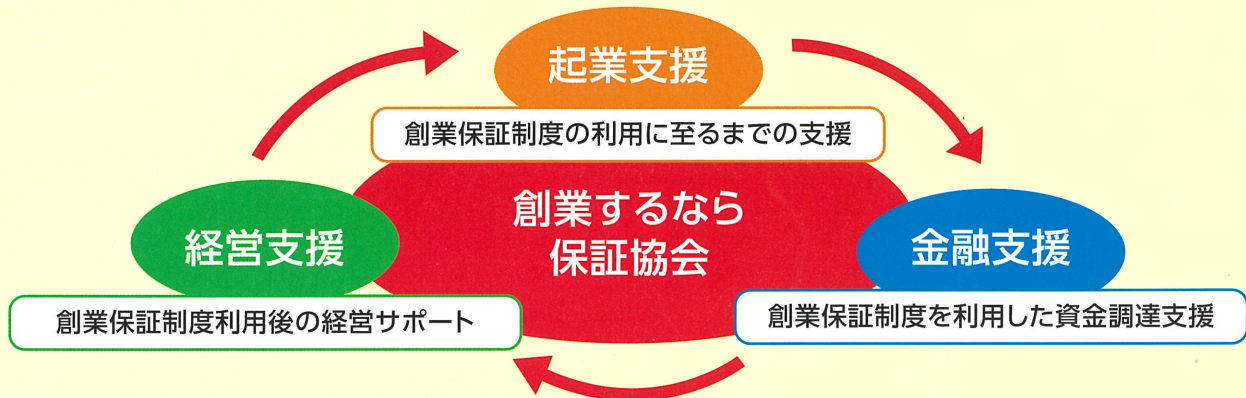 起業支援
創業保証制度の利用に至るまでの支援
創業するなら
保証協会
経営支援
創業保証制度利用後の経営サポート
金融支援
創業保証制度を利用した資金調達支援